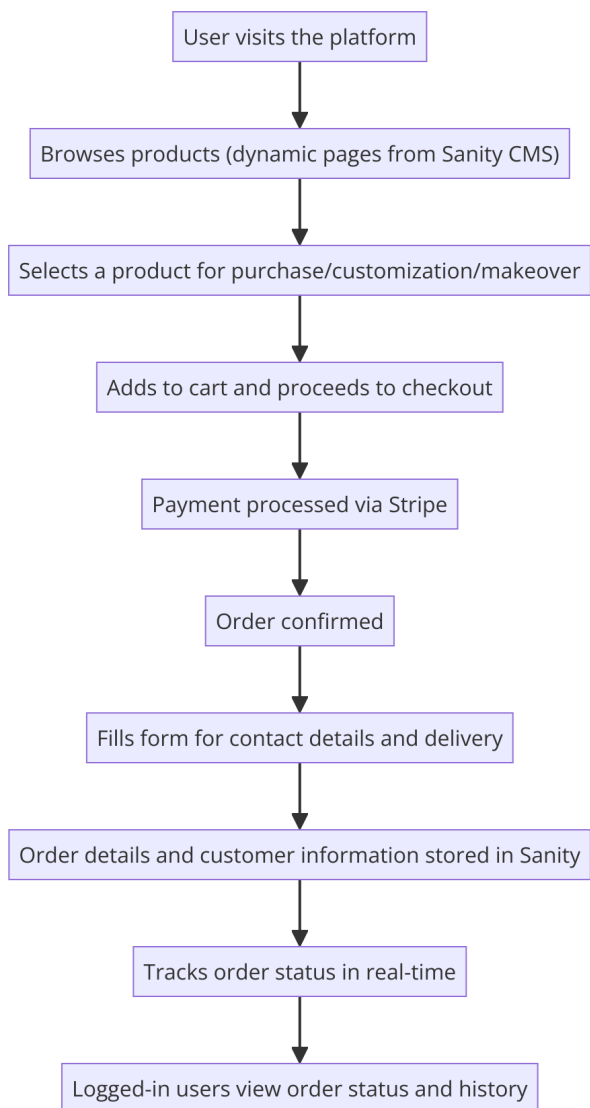 User visits the platform
Browses products (dynamic pages from Sanity CMS)
Selects a product for purchase/customization/makeover
Adds to cart and proceeds to checkout
Payment processed via Stripe
Order confirmed
Fills form for contact details and delivery
Order details and customer information stored in Sanity
Tracks order status in real-time
Logged-in users view order status and history